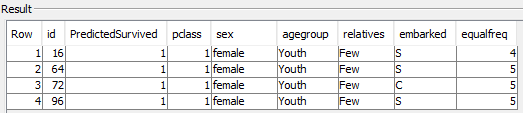 Result
Row id PredictedSurvived pclass sex agegroup relatives embarked equalfreq
1 16 1 1 female Youth Few S 4
2 64 1 1 female Youth Few S 5
3 72 1 1 female Youth Few C 5
4 96 1 1 female Youth Few S 5